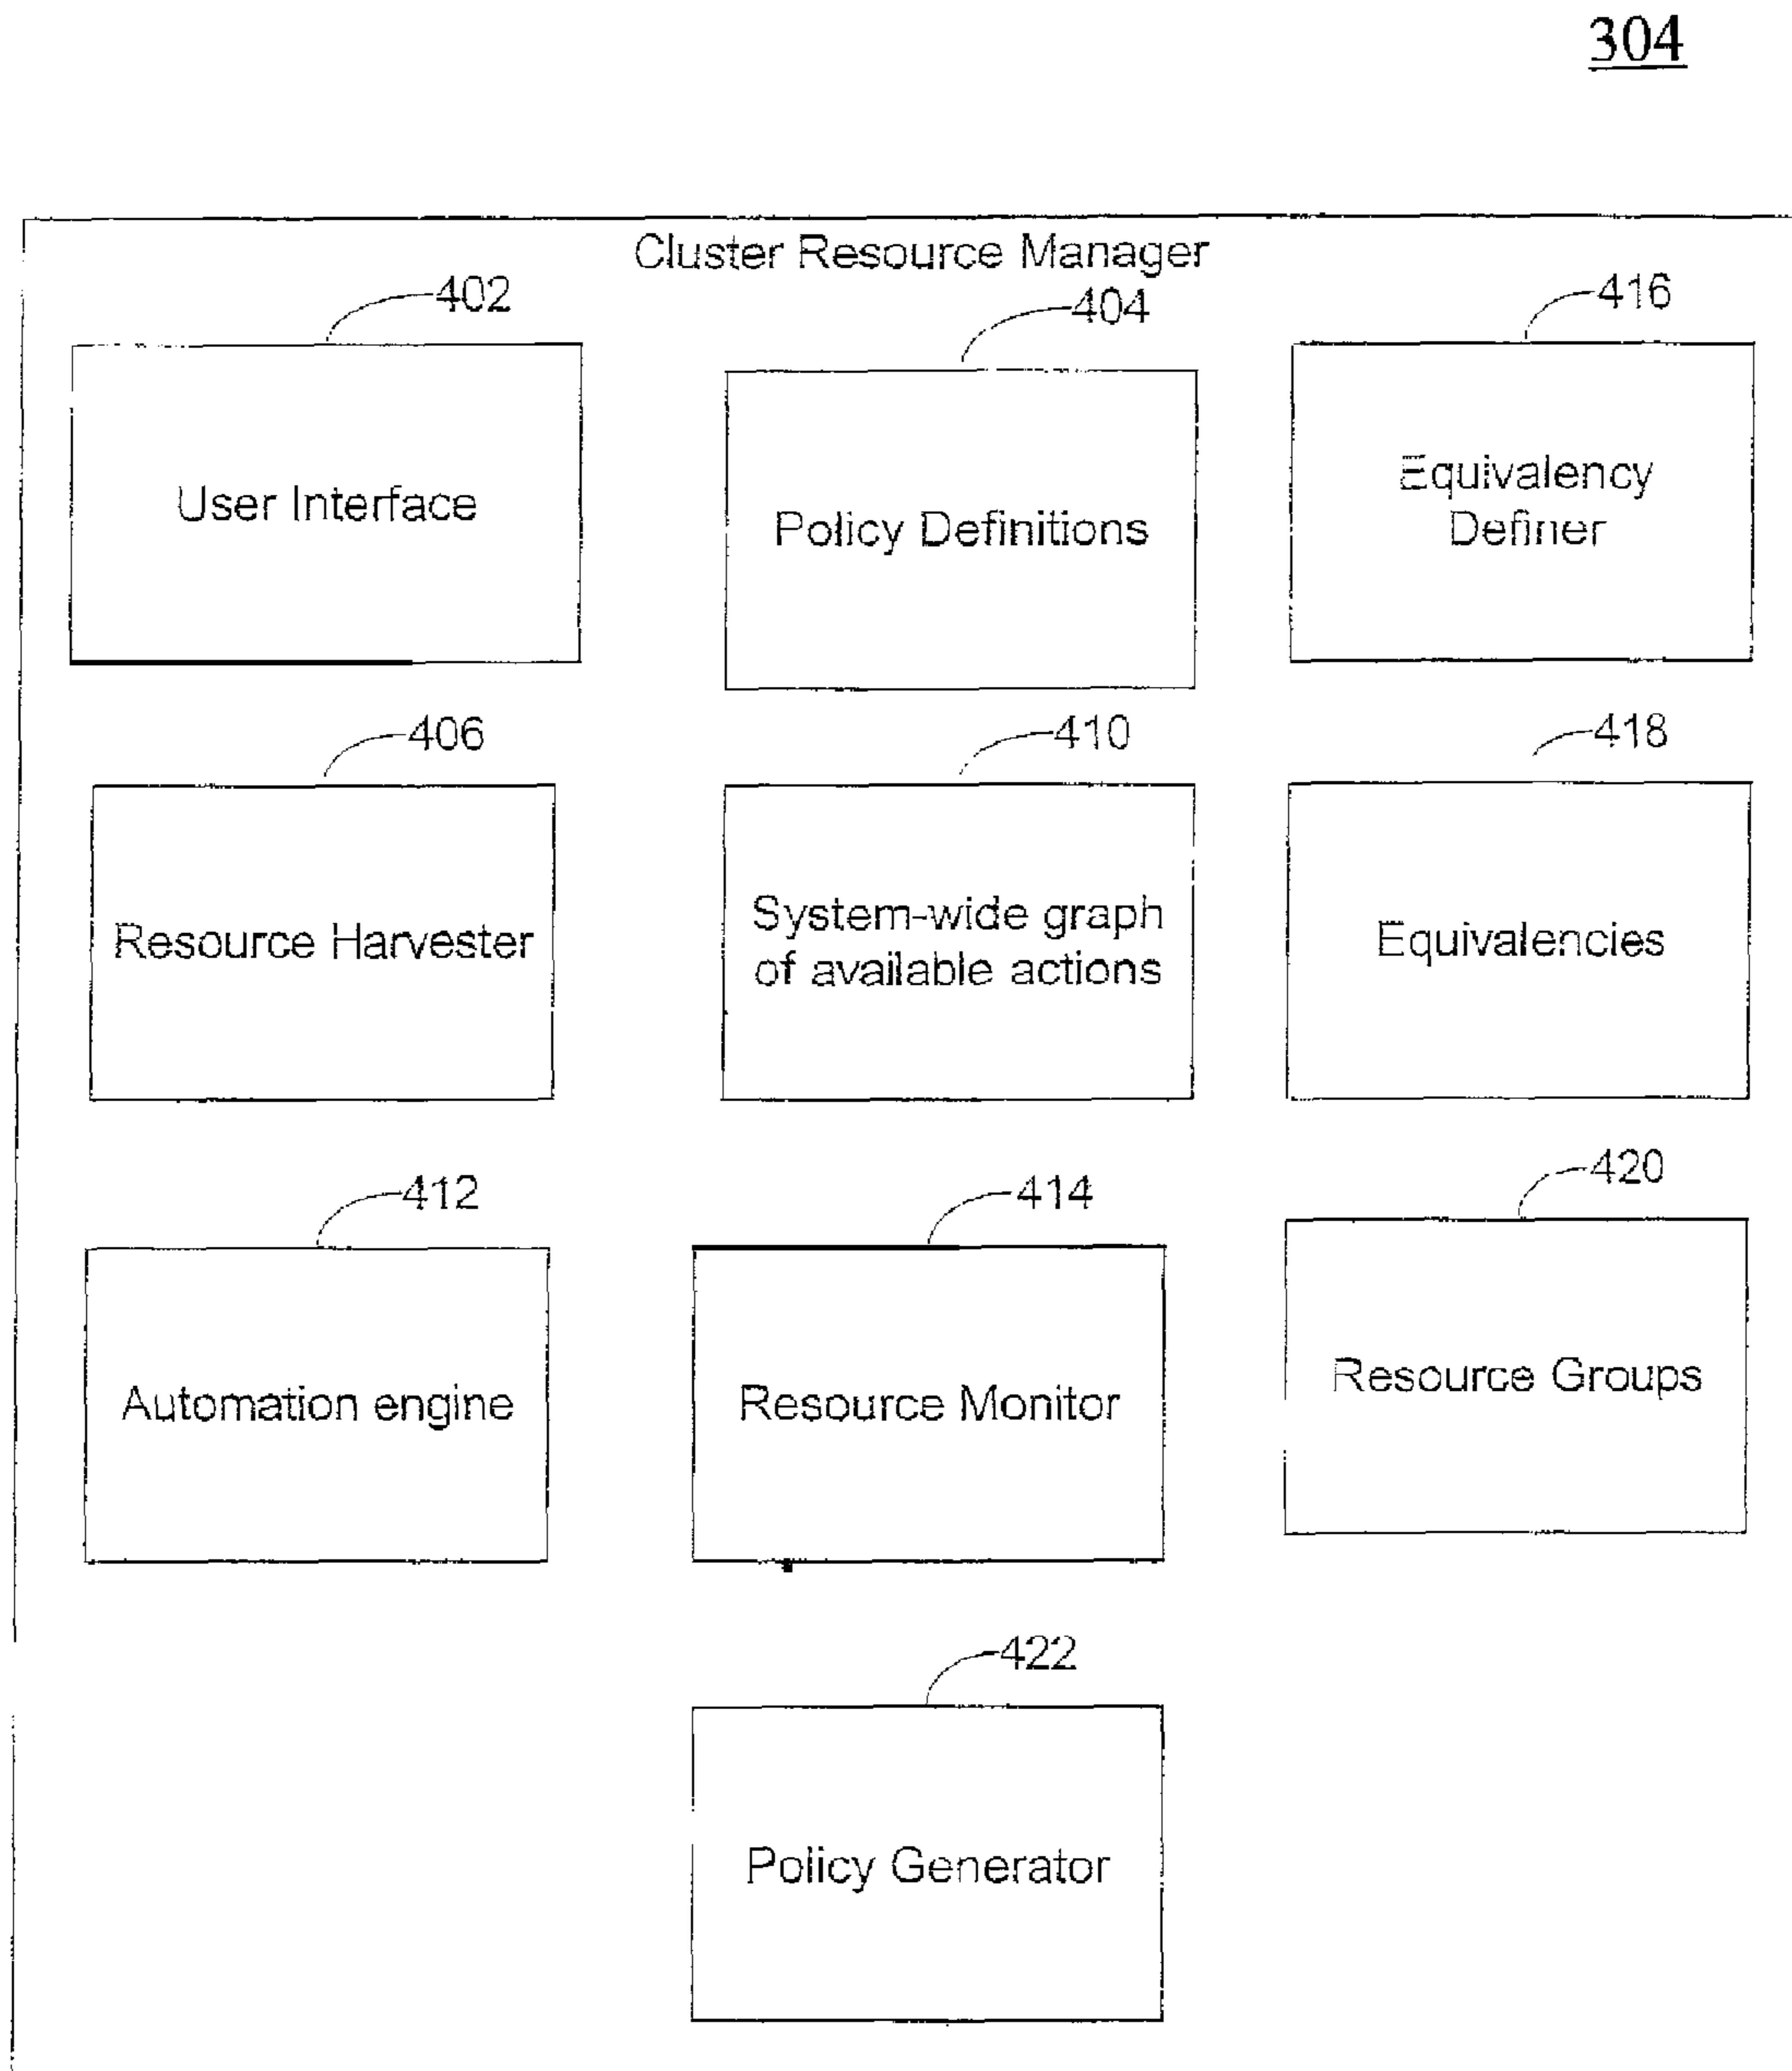 304
Cluster Resource Manager
402
404
416
User Interface
Policy Definitions
Equivalency
Definer
406
410
418
Resource Harvester
System-wide graph
of available actions
Equivalencies
412
414
420
Automation engine
Resource Monitor
Resource Groups
422
Policy Generator